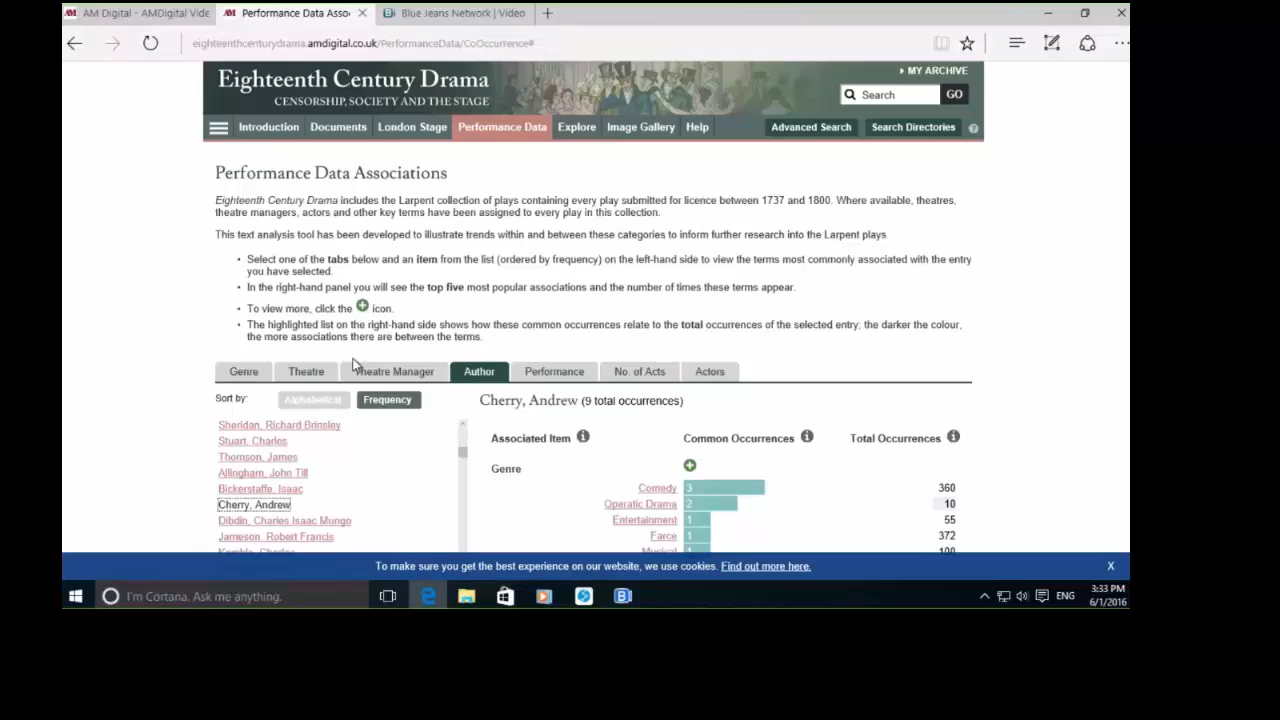 AM Digital - AMDigital Vide
Performance Data Asso
Blue Jeans Network | Video
eighteenthcenturydrama.amdigital.co.uk/PerformanceData/CoOccurrence#
Eighteenth Century Drama
CENSORSHIP, SOCIETY AND THE STAGE
MY ARCHIVE
Search GO
Introduction Documents London Stage Performance Data Explore Image Gallery Help Advanced Search Search Directories
Performance Data Associations
Eighteenth Century Drama includes the Larpent collection of plays containing every play submitted for licence between 1737 and 1800. Where available, theatres,
theatre managers, actors and other key terms have been assigned to every play in this collection.
This text analysis tool has been developed to illustrate trends within and between these categories to inform further research into the Larpent plays.
• Select one of the tabs below and an item from the list (ordered by frequency) on the left-hand side to view the terms most commonly associated with the entry
you have selected.
• In the right-hand panel you will see the top five most popular associations and the number of times these terms appear.
• To view more, click the icon.
• The highlighted list on the right-hand side shows how these common occurrences relate to the total occurrences of the selected entry; the darker the colour,
the more associations there are between the terms.
Genre Theatre Theatre Manager Author Performance No. of Acts Actors
Sort by: Alphabetical Frequency
Cherry, Andrew (9 total occurrences)
Sheridan, Richard Brinsley
Stuart, Charles
Thomson, James
Allingham, John Till
Bickerstaffe, Isaac
Cherry, Andrew
Dibdin, Charles Isaac Mungo
Jameson, Robert Francis
Kemble, Charles
Associated Item Common Occurrences Total Occurrences
Genre
Comedy 3 360
Operatic Drama 2 10
Entertainment 1 55
Farce 1 372
Musical 1 100
To make sure you get the best experience on our website, we use cookies. Find out more here. X
I'm Cortana. Ask me anything.
ENG
3:33 PM
6/1/2016